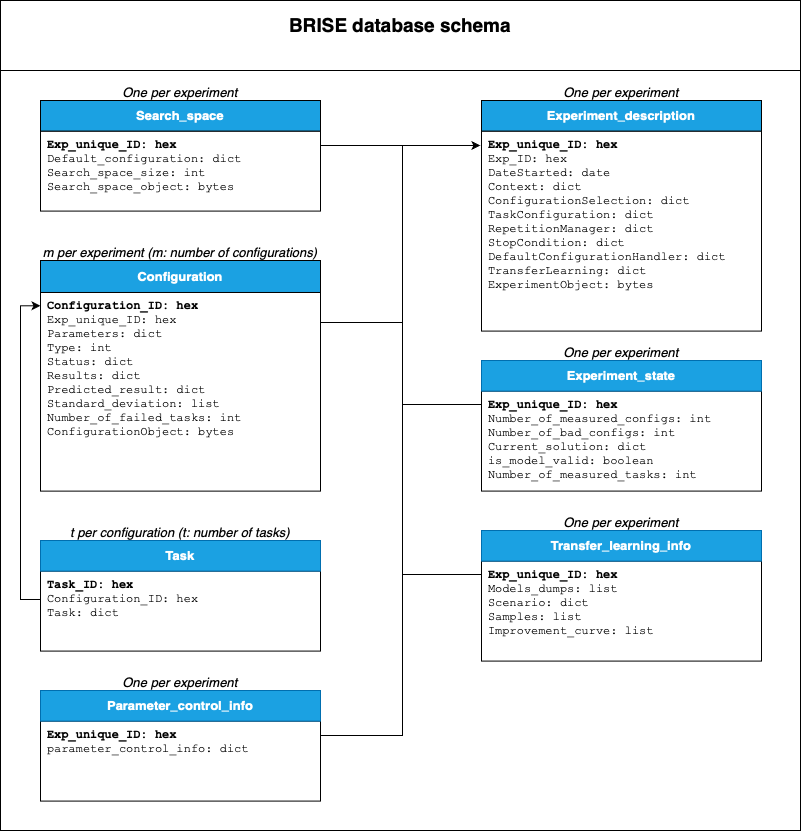 BRISE database schema
One per experiment
Search_space
Exp_unique_ID: hex
Default_configuration: dict
Search_space_size: int
Search_space_object: bytes
m per experiment (m: number of configurations)
Configuration
Configuration_ID: hex
Exp_unique_ID: hex
Parameters: dict
Type: int
Status: dict
Results: dict
Predicted_result: dict
Standard_deviation: list
Number_of_failed_tasks: int
ConfigurationObject: bytes
t per configuration (t: number of tasks)
Task
Task_ID: hex
Configuration_ID: hex
Task: dict
One per experiment
Parameter_control_info
Exp_unique_ID: hex
parameter_control_info: dict
One per experiment
Experiment_description
Exp_unique_ID: hex
Exp_ID: hex
DateStarted: date
Context: dict
ConfigurationSelection: dict
TaskConfiguration: dict
RepetitionManager: dict
StopCondition: dict
DefaultConfigurationHandler: dict
TransferLearning: dict
ExperimentObject: bytes
One per experiment
Experiment_state
Exp_unique_ID: hex
Number_of_measured_configs: int
Number_of_bad_configs: int
Current_solution: dict
is_model_valid: boolean
Number_of_measured_tasks: int
One per experiment
Transfer_learning_info
Exp_unique_ID: hex
Models_dumps: list
Scenario: dict
Samples: list
Improvement_curve: list